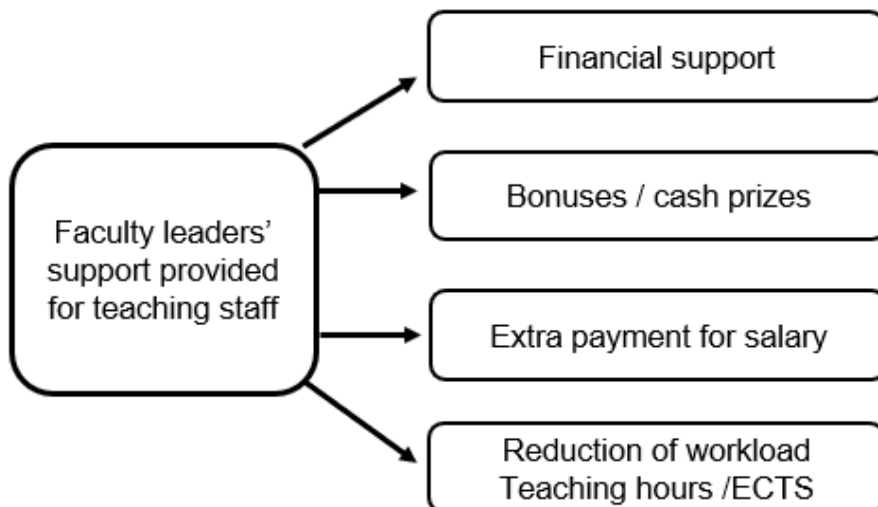 Faculty leaders’
support provided
for teaching staff
Financial support
Bonuses / cash prizes
Extra payment for salary
Reduction of workload
Teaching hours /ECTS